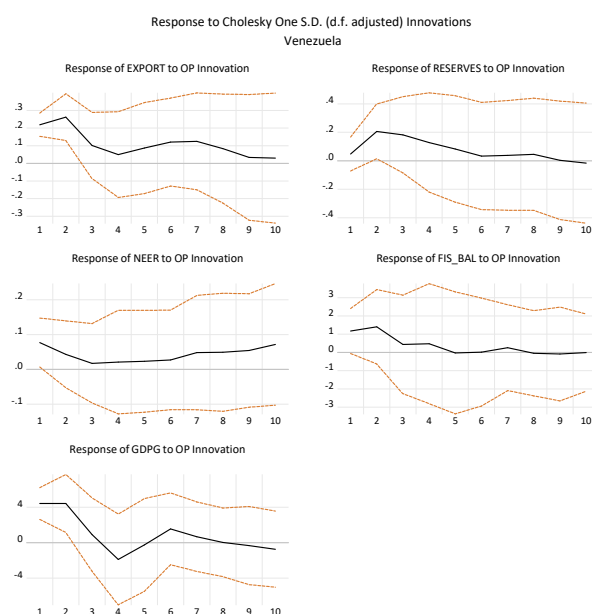 Response to Cholesky One S.D. (d.f. adjusted) Innovations
Venezuela
Response of EXPORT to OP Innovation
.3
.2
.1
.0
-.1
-.2
-.3
1 2 3 4 5 6 7 8 9 10
Response of RESERVES to OP Innovation
.4
.2
.0
-.2
-.4
1 2 3 4 5 6 7 8 9 10
Response of NEER to OP Innovation
.2
.1
.0
-.1
1 2 3 4 5 6 7 8 9 10
Response of FIS_BAL to OP Innovation
3
2
1
0
-1
-2
-3
1 2 3 4 5 6 7 8 9 10
Response of GDPG to OP Innovation
4
0
-4
1 2 3 4 5 6 7 8 9 10